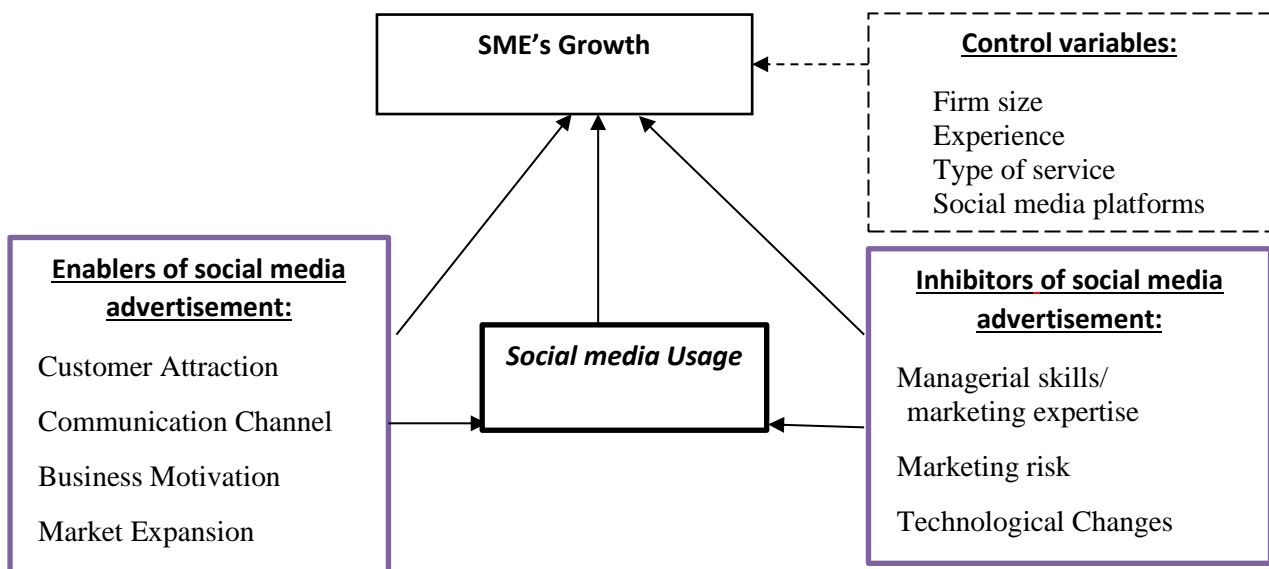 SME’s Growth
Control variables:
Firm size
Experience
Type of service
Social media platforms
Enablers of social media
advertisement:
Customer Attraction
Communication Channel
Business Motivation
Market Expansion
Social media Usage
Inhibitors of social media
advertisement:
Managerial skills/
marketing expertise
Marketing risk
Technological Changes